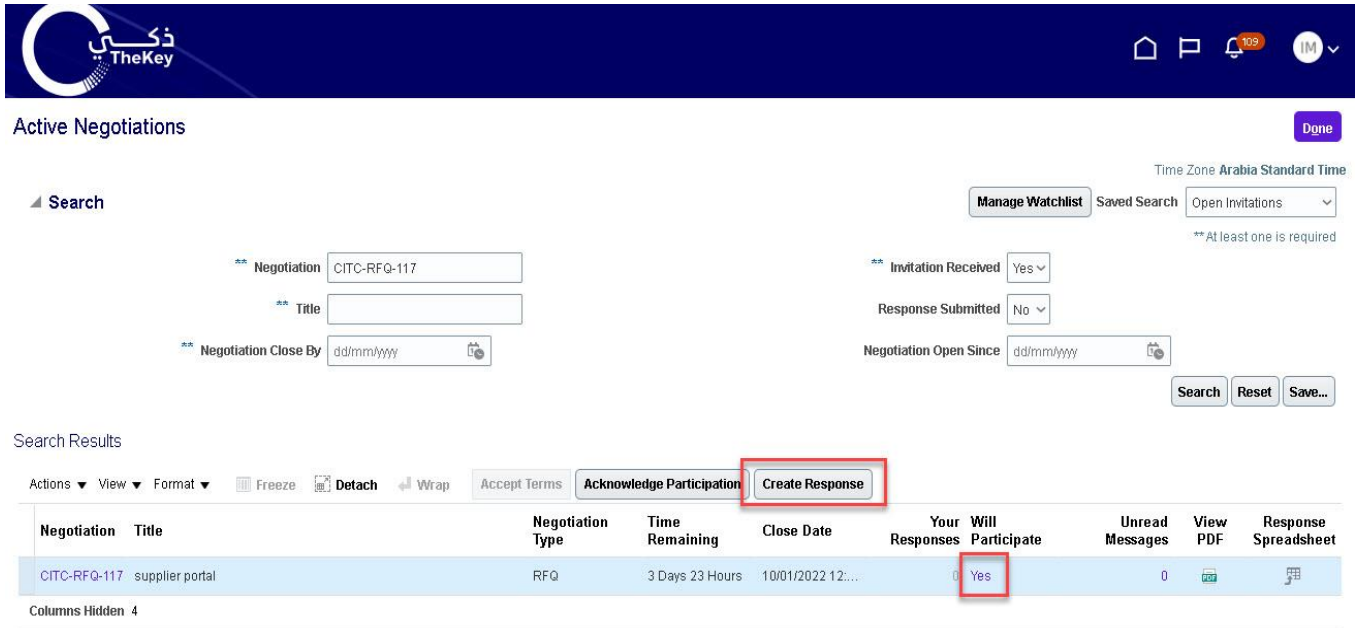 ذكي
TheKey
109
IM
Active Negotiations
Done
Time Zone Arabia Standard Time
Search
Manage Watchlist Saved Search Open Invitations
** At least one is required
** Negotiation CITC-RFQ-117
** Invitation Received Yes
** Title
Response Submitted No
** Negotiation Close By dd/mm/yyyy
Negotiation Open Since dd/mm/yyyy
Search Reset Save...
Search Results
Actions View Format Freeze Detach Wrap Accept Terms Acknowledge Participation Create Response
Negotiation Title Negotiation Type Time Remaining Close Date Your Responses Will Participate Unread Messages View PDF Response Spreadsheet
CITC-RFQ-117 supplier portal RFQ 3 Days 23 Hours 10/01/2022 12:... 0 Yes 0 PDF
Columns Hidden 4